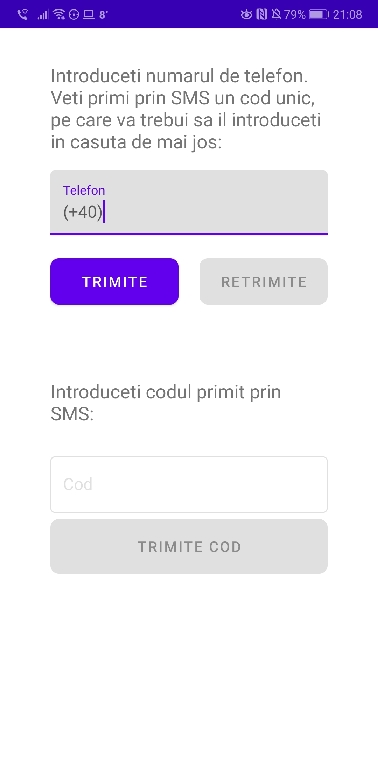 8° 79% 21:08
Introduceti numarul de telefon.
Veti primi prin SMS un cod unic,
pe care va trebui sa il introduceti
in casuta de mai jos:
Telefon
(+40)
TRIMITE RETRIMITE
Introduceti codul primit prin
SMS:
Cod
TRIMITE COD